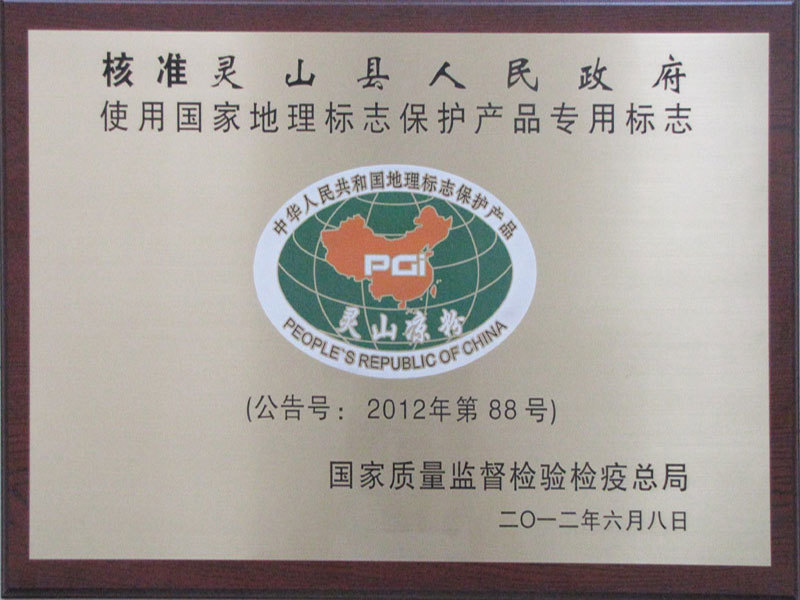 核准灵山县人民政府
使用国家地理标志保护产品专用标志
中华人民共和国地理标志保护产品
PGi
灵山凉粉
PEOPLE'S REPUBLIC OF CHINA
(公告号：2012年第 88 号)
国家质量监督检验检疫总局
二〇一二年六月八日